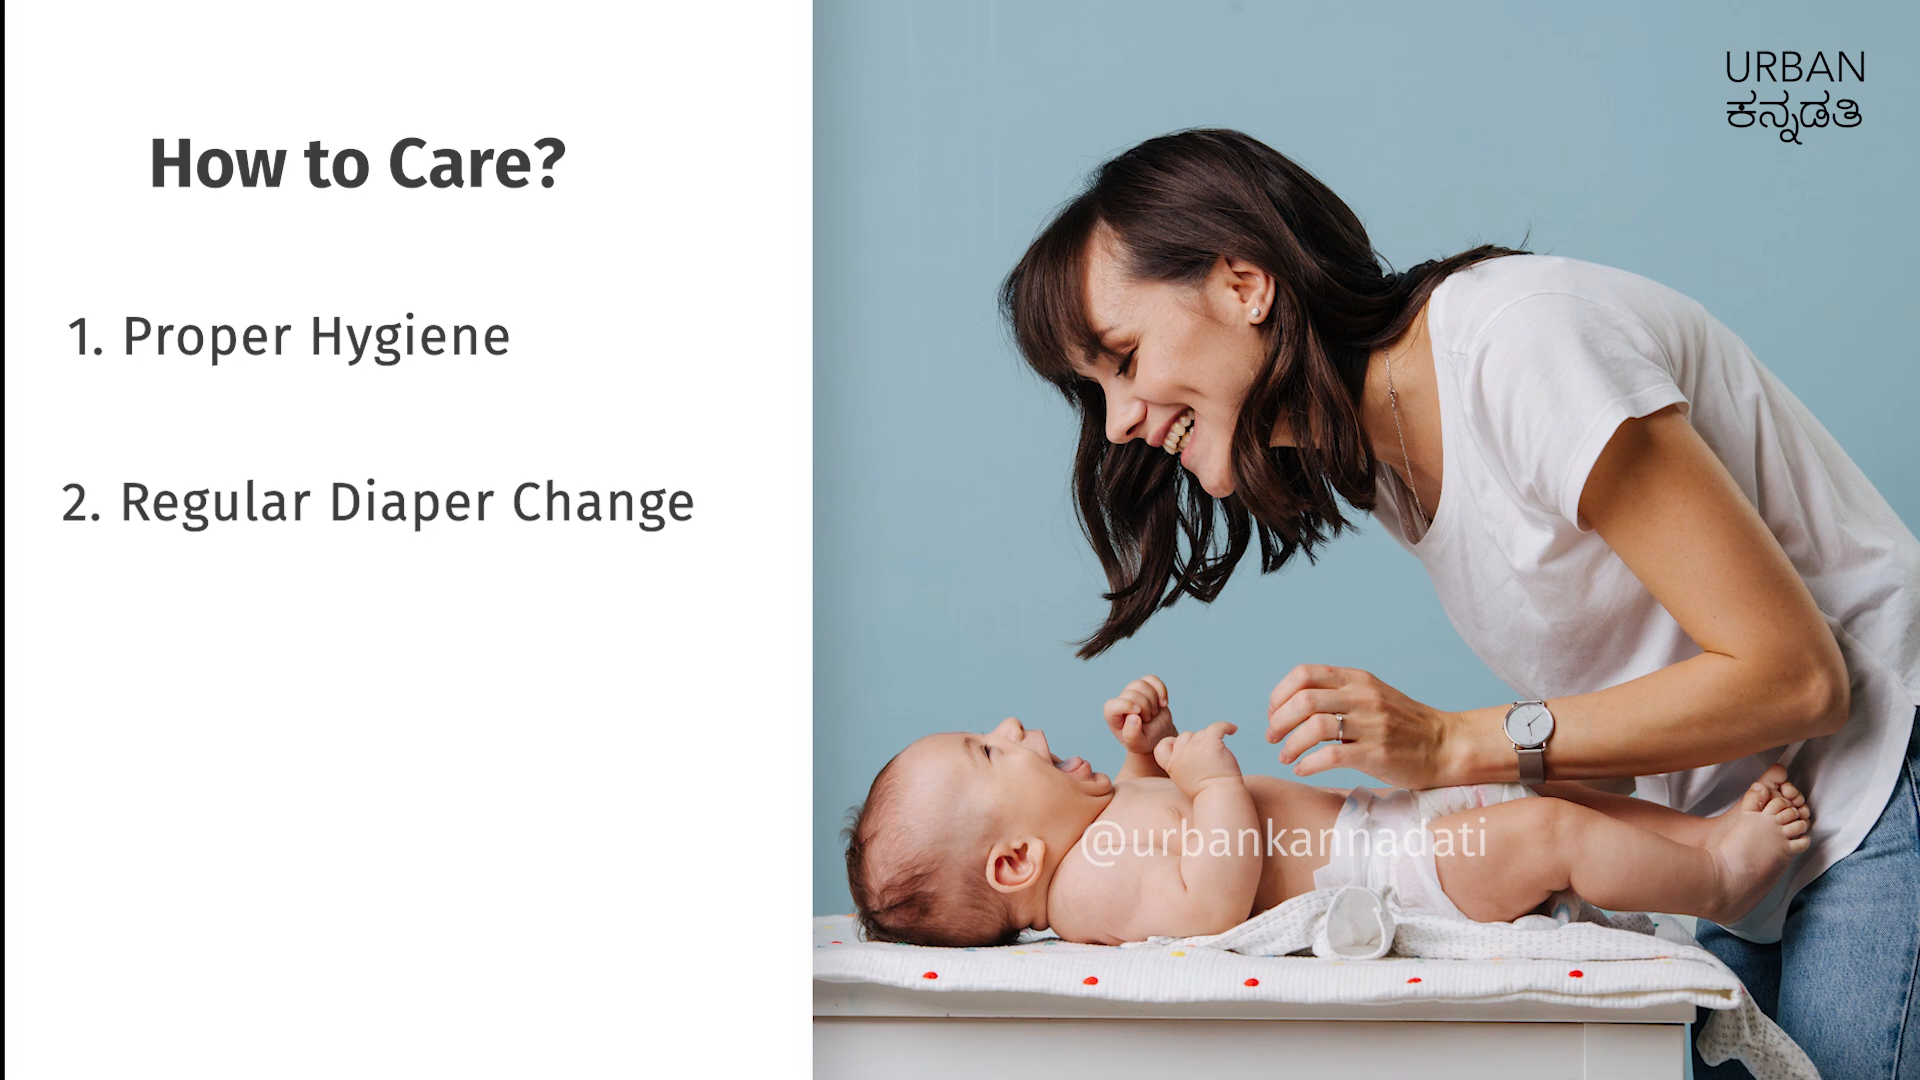 How to Care?
1. Proper Hygiene
2. Regular Diaper Change
URBAN
ಕನ್ನಡತಿ
@urbankannadati